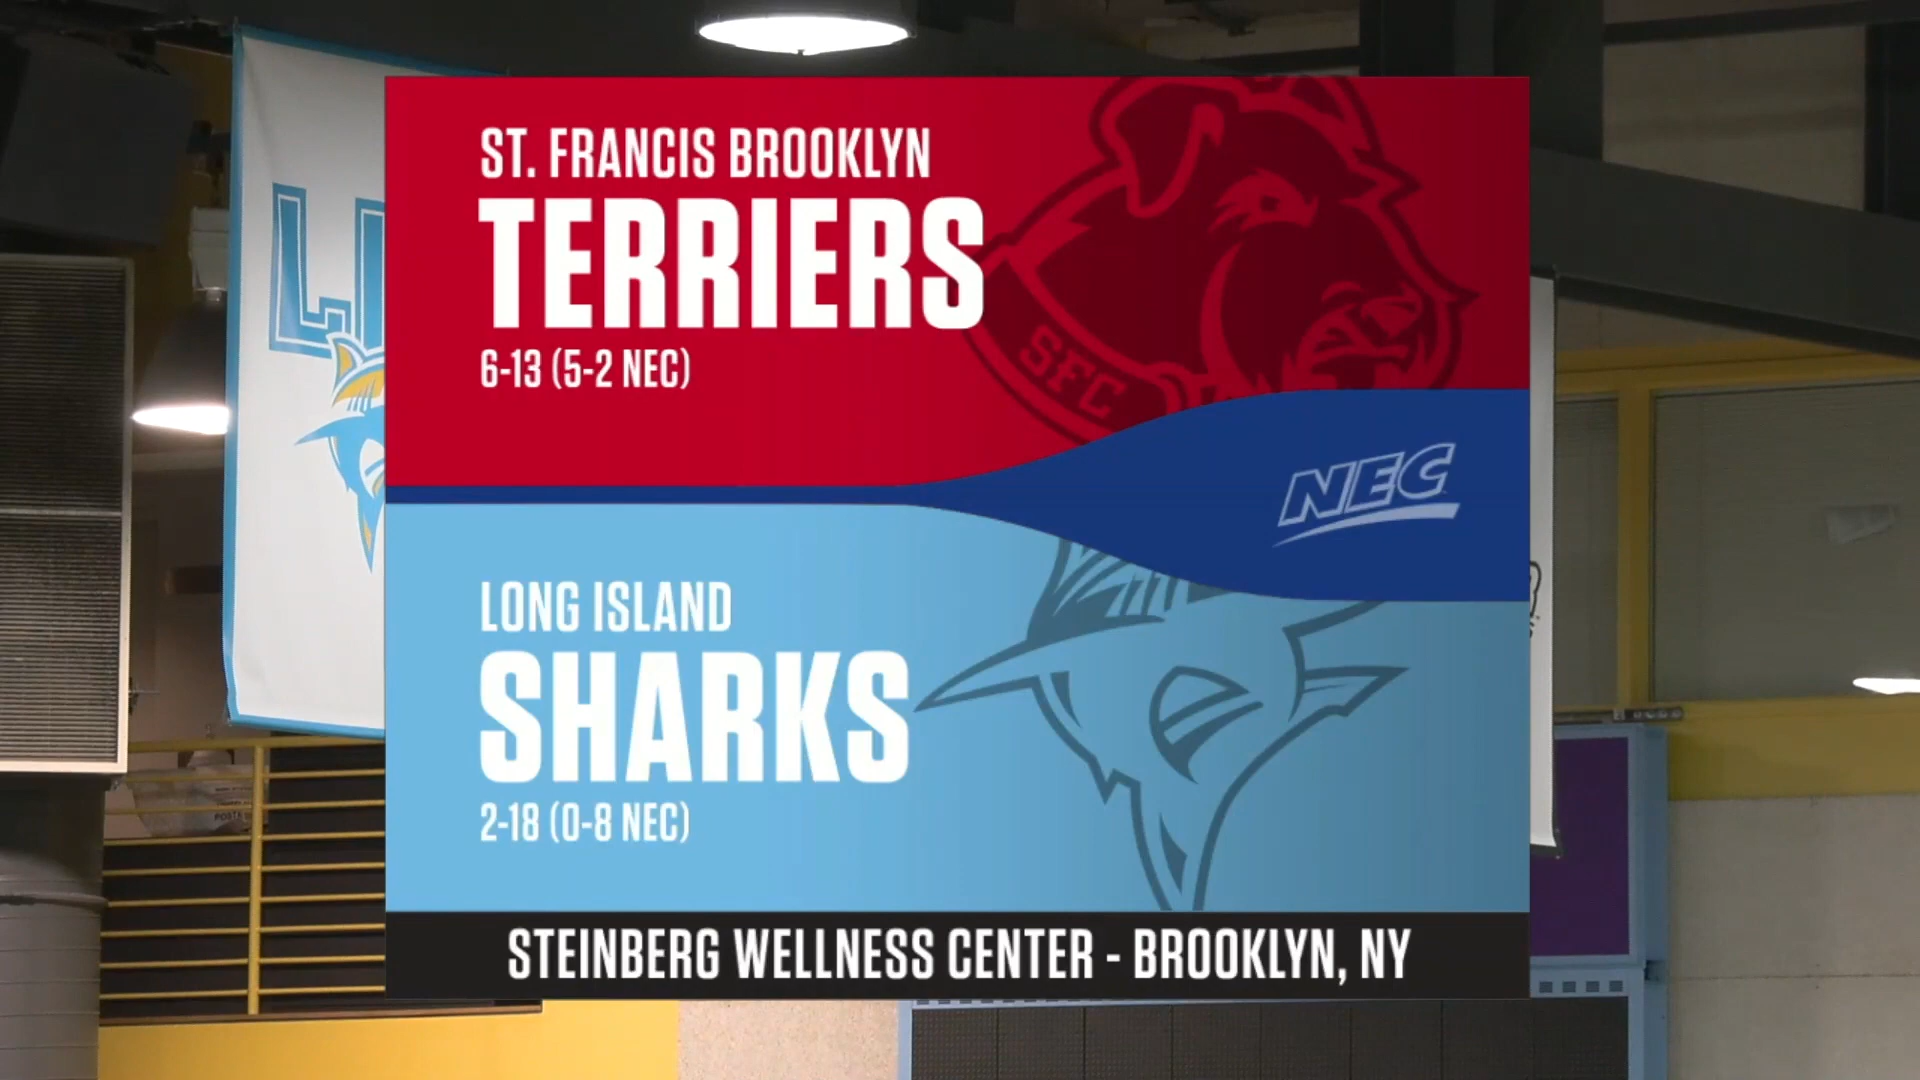 ST. FRANCIS BROOKLYN
TERRIERS
6-13 (5-2 NEC)
SFC
NEC
LONG ISLAND
SHARKS
2-18 (0-8 NEC)
STEINBERG WELLNESS CENTER - BROOKLYN, NY